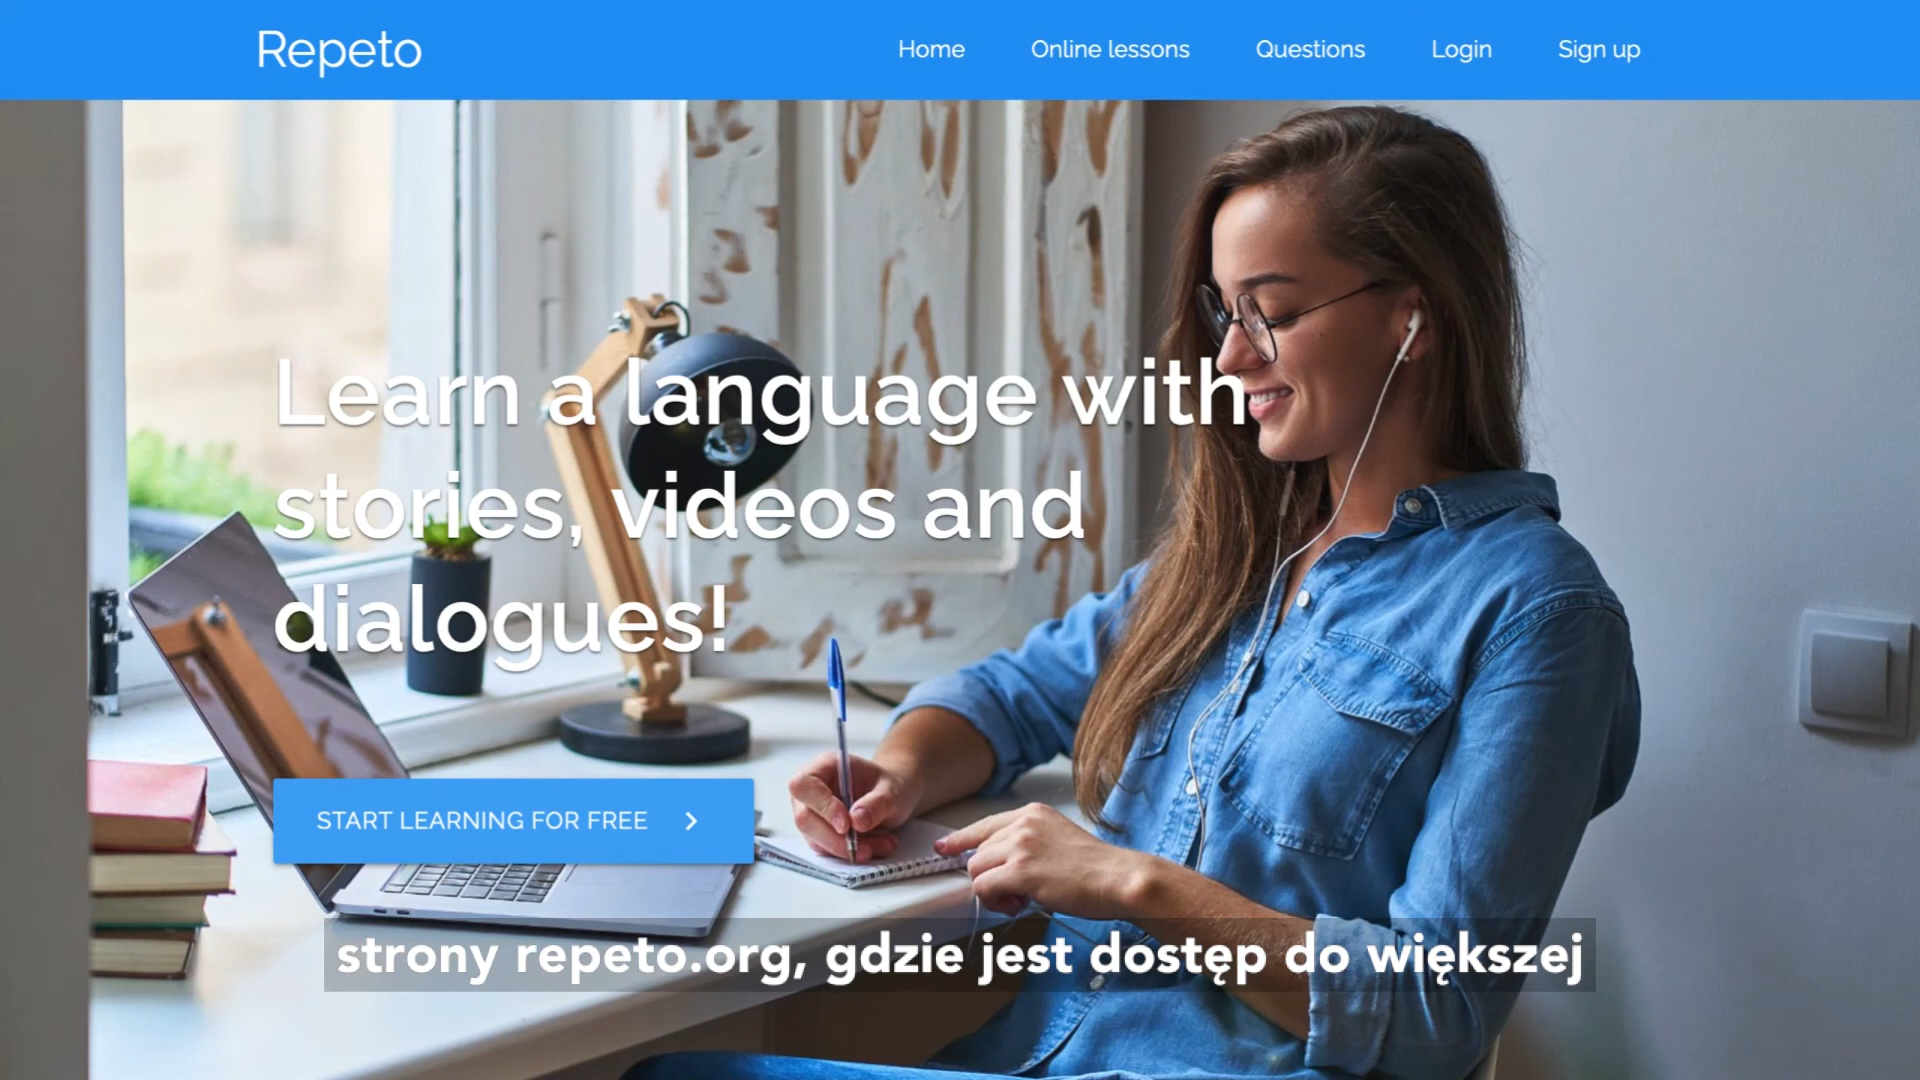 Repeto
Home
Online lessons
Questions
Login
Sign up
Learn a language with
stories, videos and
dialogues!
START LEARNING FOR FREE
strony repeto.org, gdzie jest dostęp do większej